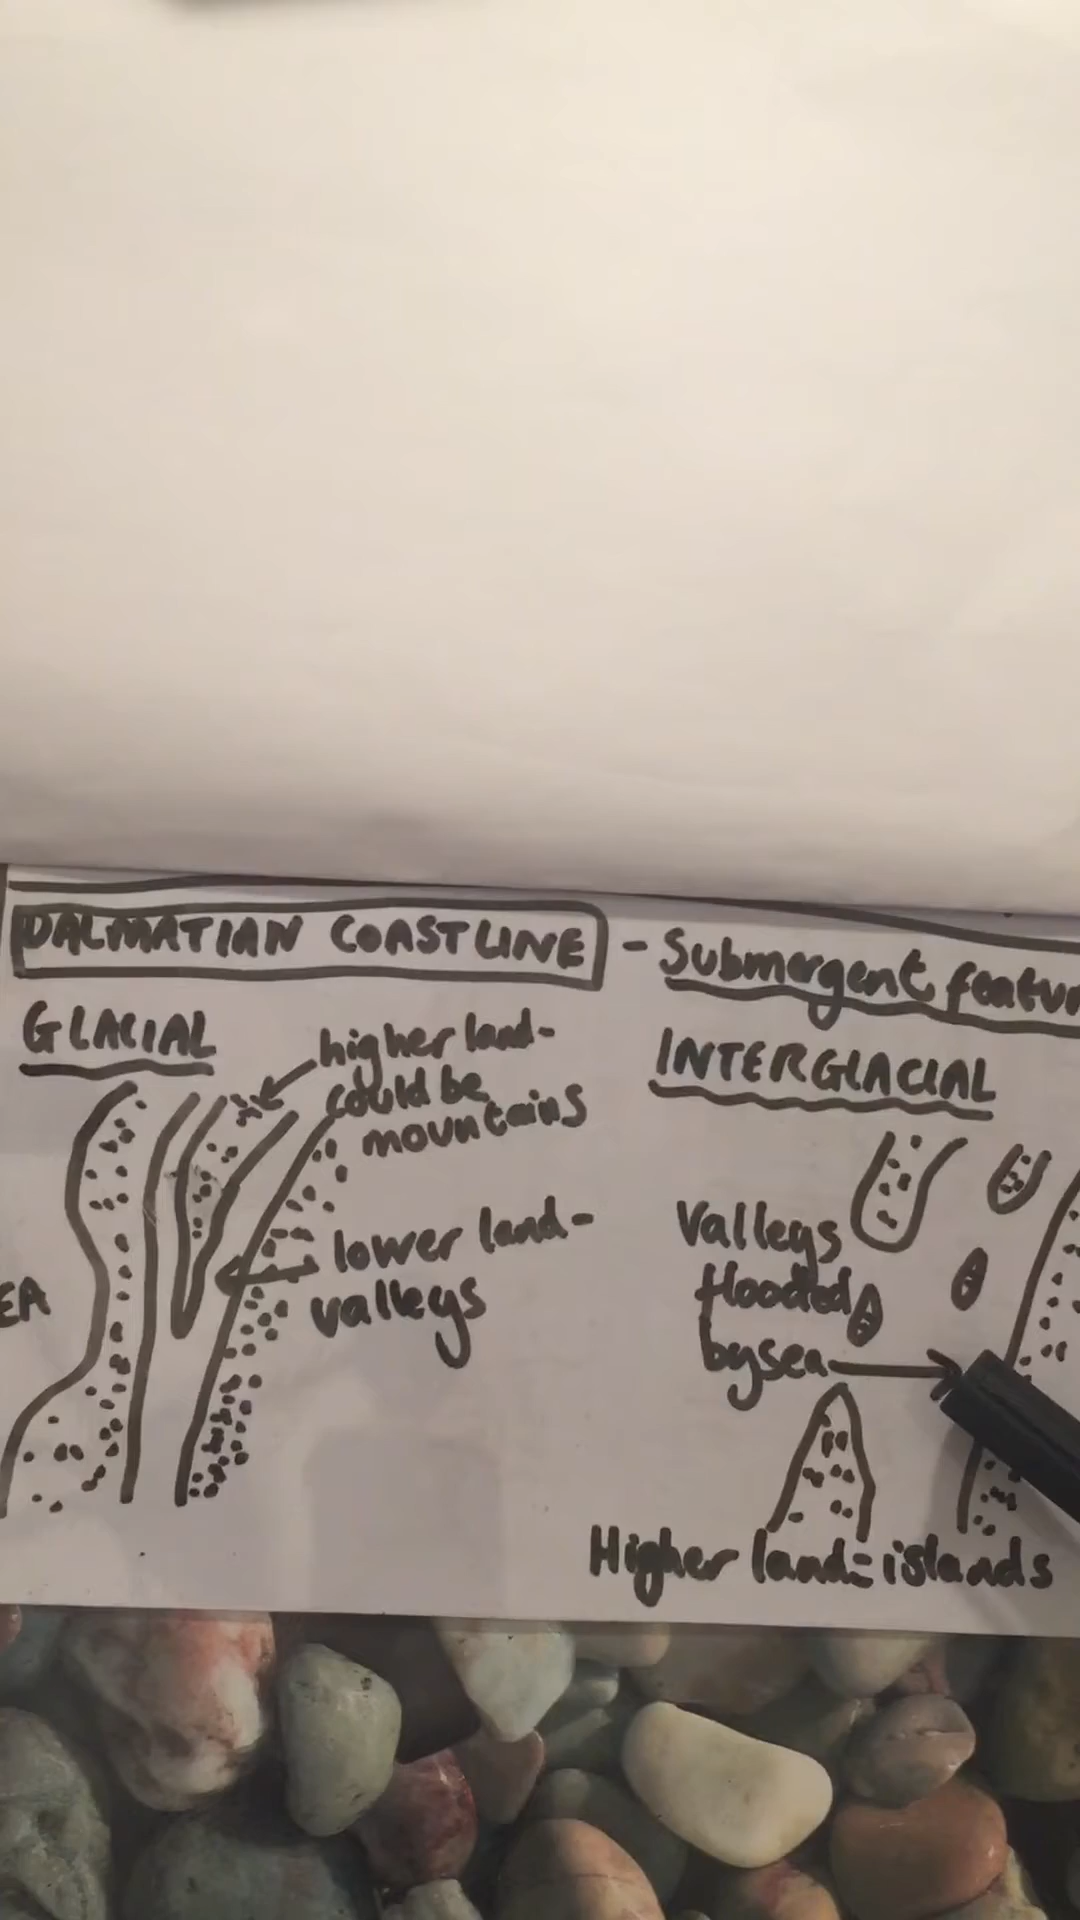 DALMATIAN COASTLINE - Submergent featur
GLACIAL
higher land-
could be
mountains
lower land-
valleys
EA
INTERGLACIAL
Valleys
flooded
by sea
Higher land = islands